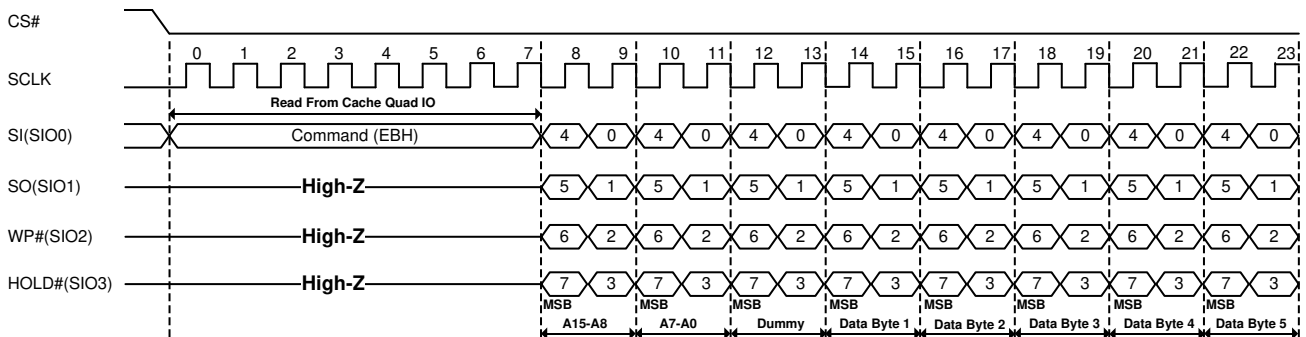 CS#
0 1 2 3 4 5 6 7 8 9 10 11 12 13 14 15 16 17 18 19 20 21 22 23
SCLK
Read From Cache Quad IO
SI(SIO0) Command (EBH) 4 0 4 0 4 0 4 0 4 0 4 0 4 0 4 0
SO(SIO1) High-Z 5 1 5 1 5 1 5 1 5 1 5 1 5 1 5 1
WP#(SIO2) High-Z 6 2 6 2 6 2 6 2 6 2 6 2 6 2 6 2
HOLD#(SIO3) High-Z 7 3 7 3 7 3 7 3 7 3 7 3 7 3 7 3
MSB MSB MSB MSB MSB MSB MSB MSB
A15-A8 A7-A0 Dummy Data Byte 1 Data Byte 2 Data Byte 3 Data Byte 4 Data Byte 5